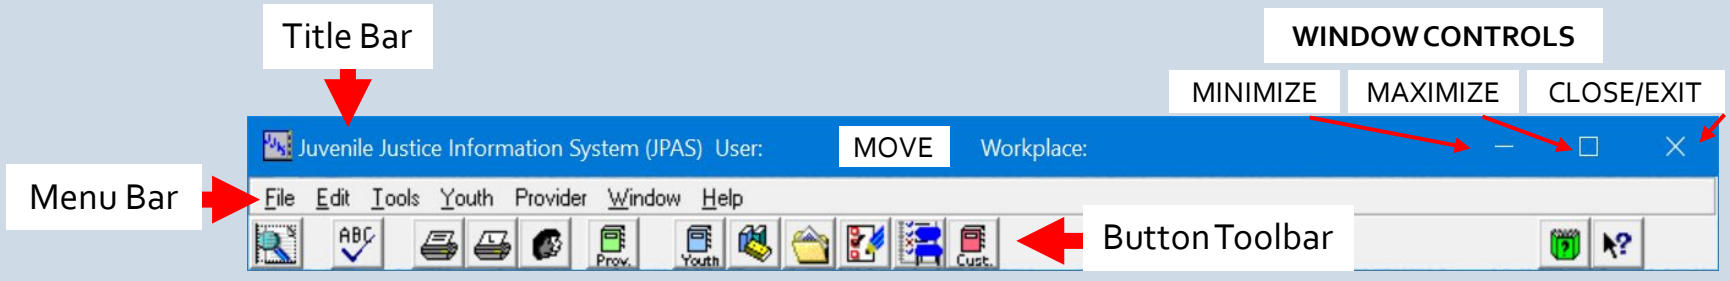 Title Bar
WINDOW CONTROLS
MINIMIZE
MAXIMIZE
CLOSE/EXIT
Juvenile Justice Information System (JPAS) User:
MOVE
Workplace:
Menu Bar
File Edit Tools Youth Provider Window Help
ABC
Prov.
Youth
Cust.
Button Toolbar
?
?